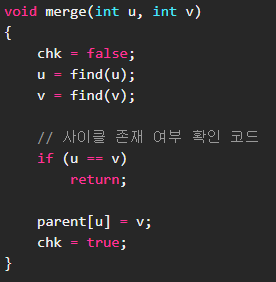 void merge(int u, int v)
{
    chk = false;
    u = find(u);
    v = find(v);

    // 사이클 존재 여부 확인 코드
    if (u == v)
        return;

    parent[u] = v;
    chk = true;
}